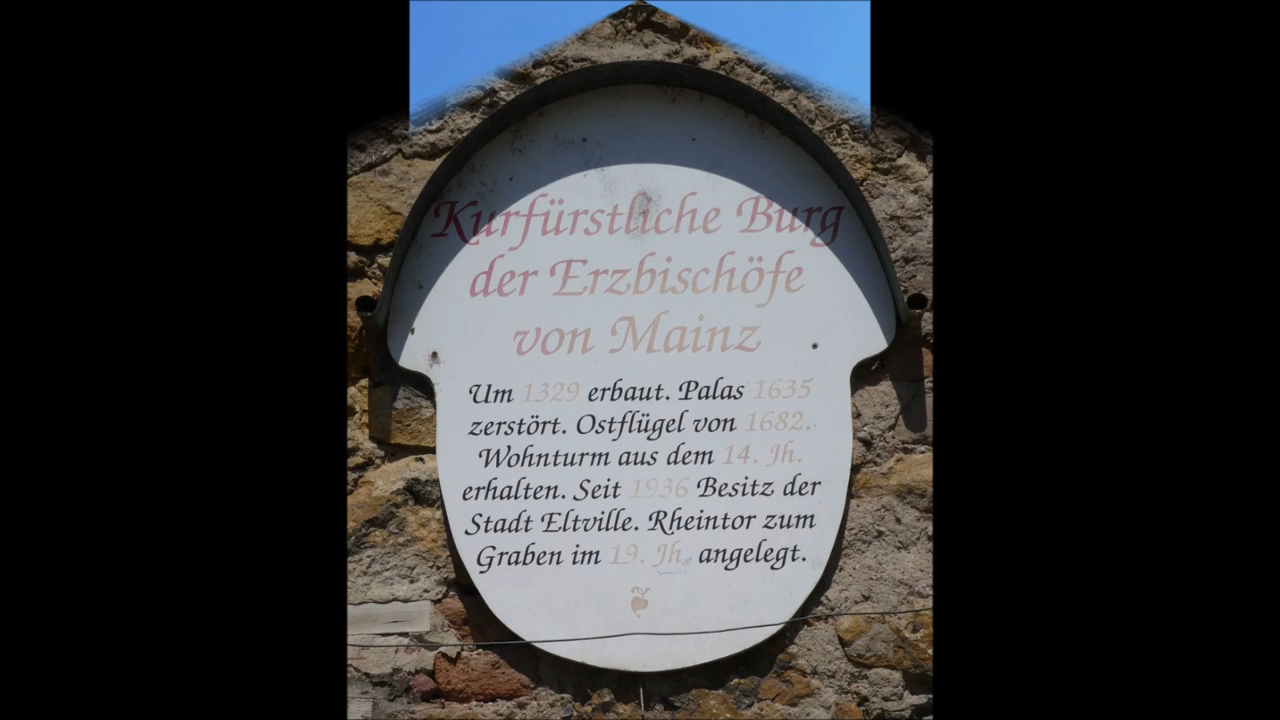 Kurfürstliche Burg
der Erzbischöfe
von Mainz
Um 1329 erbaut. Palas 1635
zerstört. Ostflügel von 1682.
Wohnturm aus dem 14. Jh.
erhalten. Seit 1936 Besitz der
Stadt Eltville. Rheintor zum
Graben im 19. Jh. angelegt.